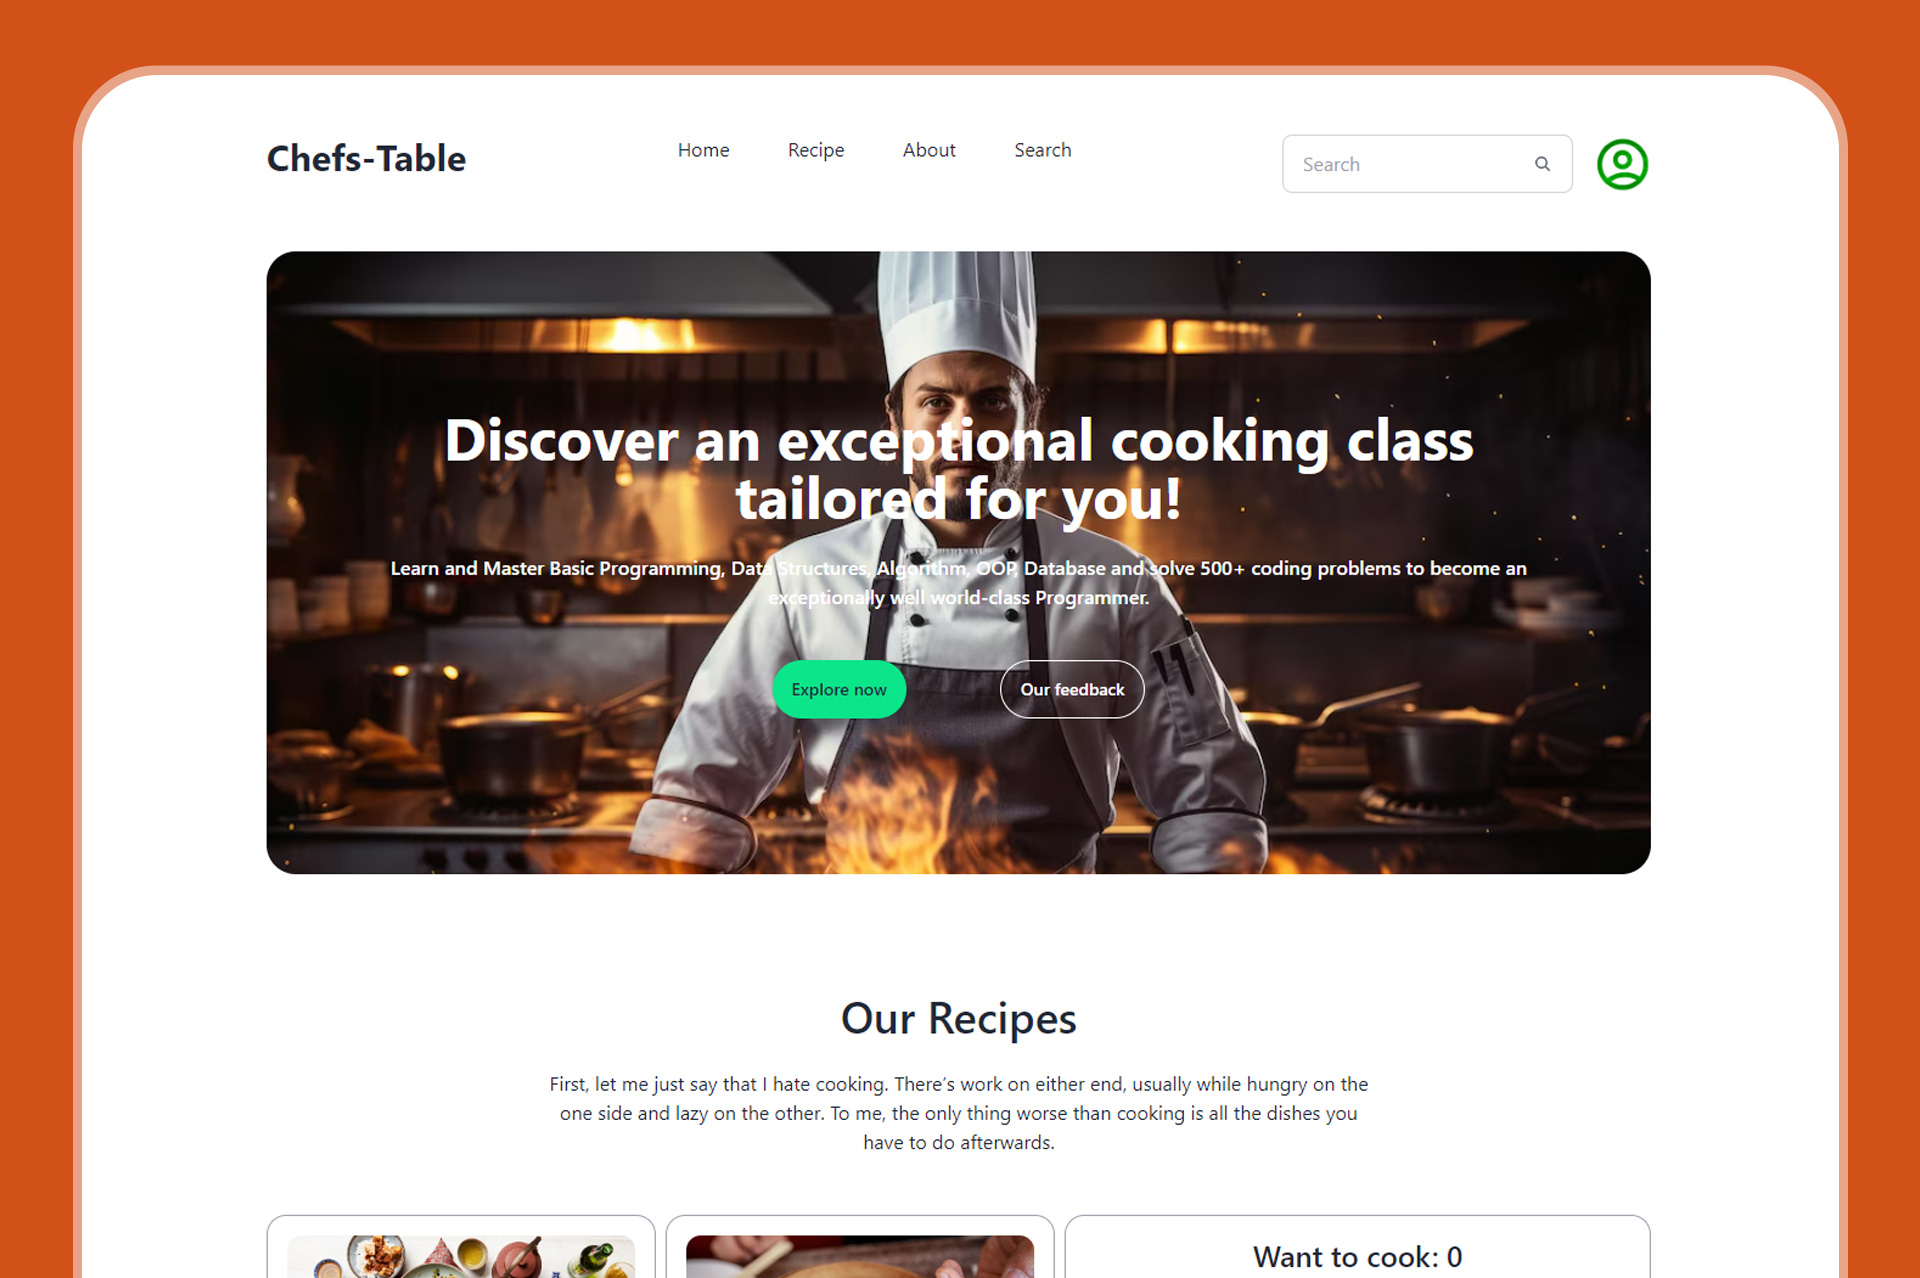 Chefs-Table
Home
Recipe
About
Search
Search
Discover an exceptional cooking class
tailored for you!
Learn and Master Basic Programming, Data Structures, Algorithm, OOP, Database and solve 500+ coding problems to become an
exceptionally well world-class Programmer.
Explore now
Our feedback
Our Recipes
First, let me just say that I hate cooking. There’s work on either end, usually while hungry on the
one side and lazy on the other. To me, the only thing worse than cooking is all the dishes you
have to do afterwards.
Want to cook: 0